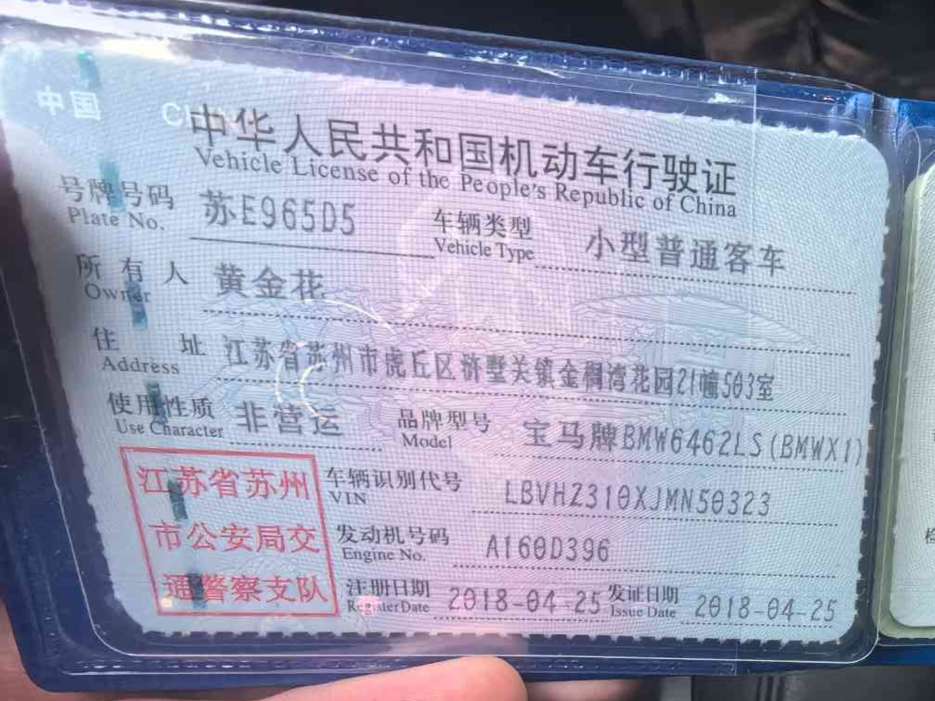 中国 CHINA
中华人民共和国机动车行驶证
Vehicle License of the People's Republic of China
号牌号码 苏E965D5 车辆类型 小型普通客车
Plate No. Vehicle Type
所有人 黄金花
Owner
住址 江苏省苏州市虎丘区浒墅关镇金榈湾花园21幢503室
Address
使用性质 非营运 品牌型号 宝马牌BMW6462LS(BMWX1)
Use Character Model
江苏省苏州 车辆识别代号 LBVHZ310XJMN50323
VIN
市公安局交 发动机号码 A160D396
Engine No.
通警察支队 注册日期 2018-04-25 发证日期 2018-04-25
Register Date Issue Date